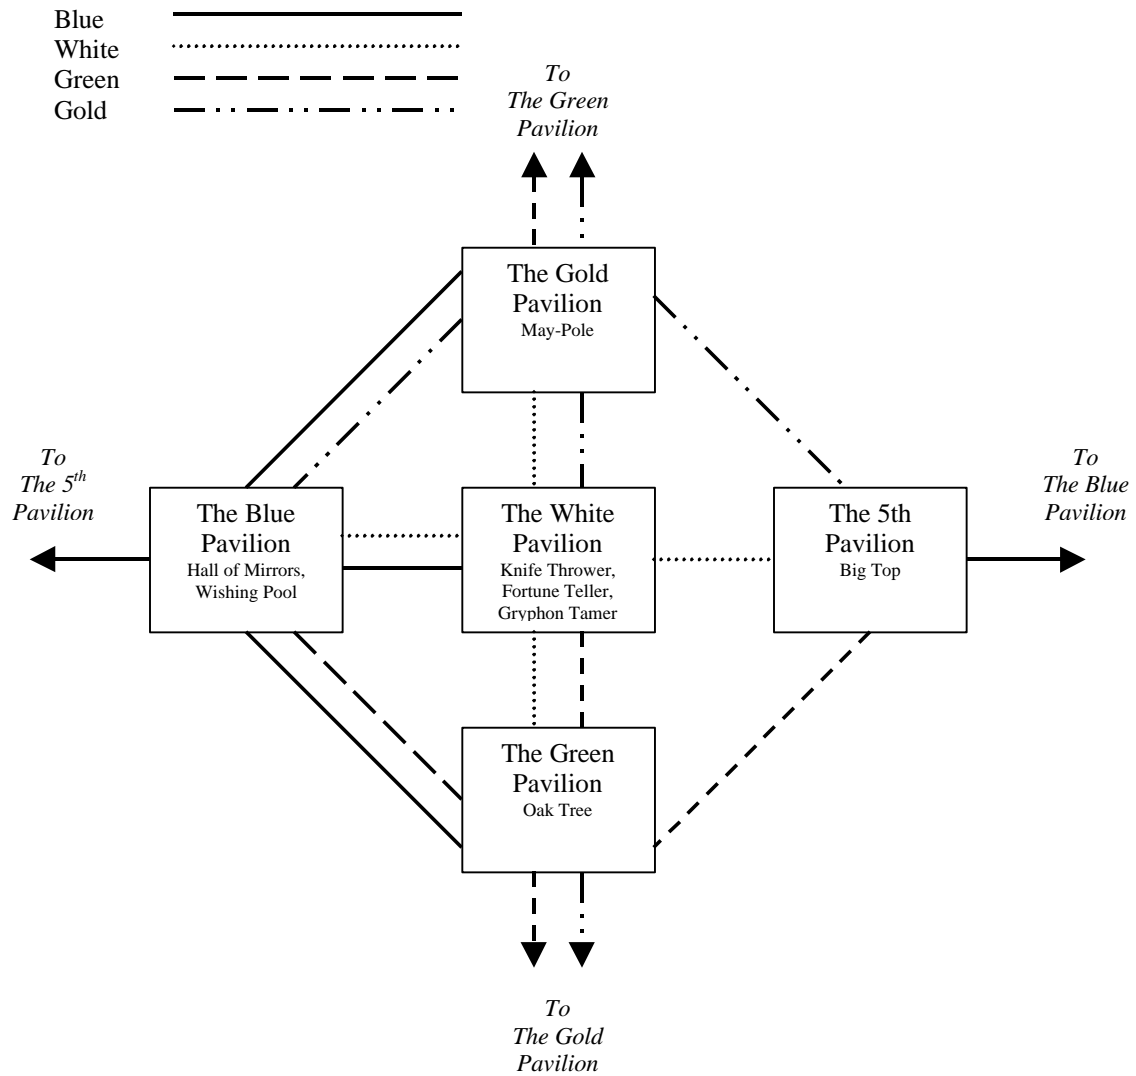 Blue
White
Green
Gold
To
The Green
Pavilion
The Gold
Pavilion
May-Pole
To
The 5th
Pavilion
The Blue
Pavilion
Hall of Mirrors,
Wishing Pool
The White
Pavilion
Knife Thrower,
Fortune Teller,
Gryphon Tamer
The 5th
Pavilion
Big Top
To
The Blue
Pavilion
The Green
Pavilion
Oak Tree
To
The Gold
Pavilion